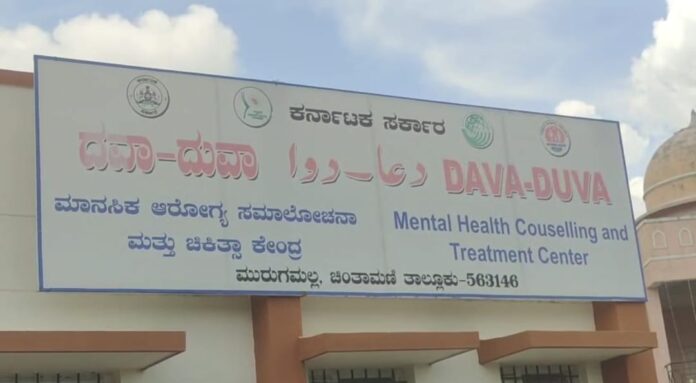 ಕರ್ನಾಟಕ ಸರ್ಕಾರ
ದವಾ-ದುವಾ دعا-دوا DAVA-DUVA
ಮಾನಸಿಕ ಆರೋಗ್ಯ ಸಮಾಲೋಚನಾ
ಮತ್ತು ಚಿಕಿತ್ಸಾ ಕೇಂದ್ರ
Mental Health Couselling and
Treatment Center
ಮುರುಗಮಲ್ಲ, ಚಿಂತಾಮಣಿ ತಾಲ್ಲೂಕು-563146